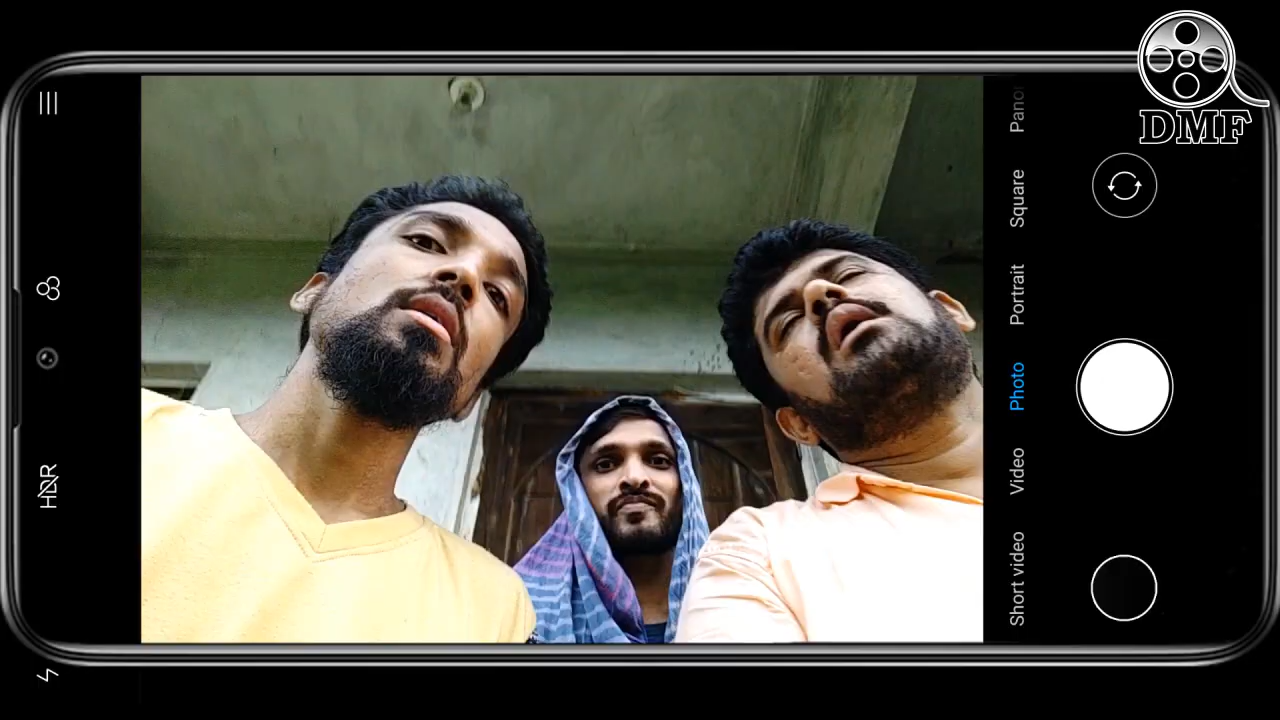 DMF
HDR
Pano
Square
Portrait
Photo
Video
Short video